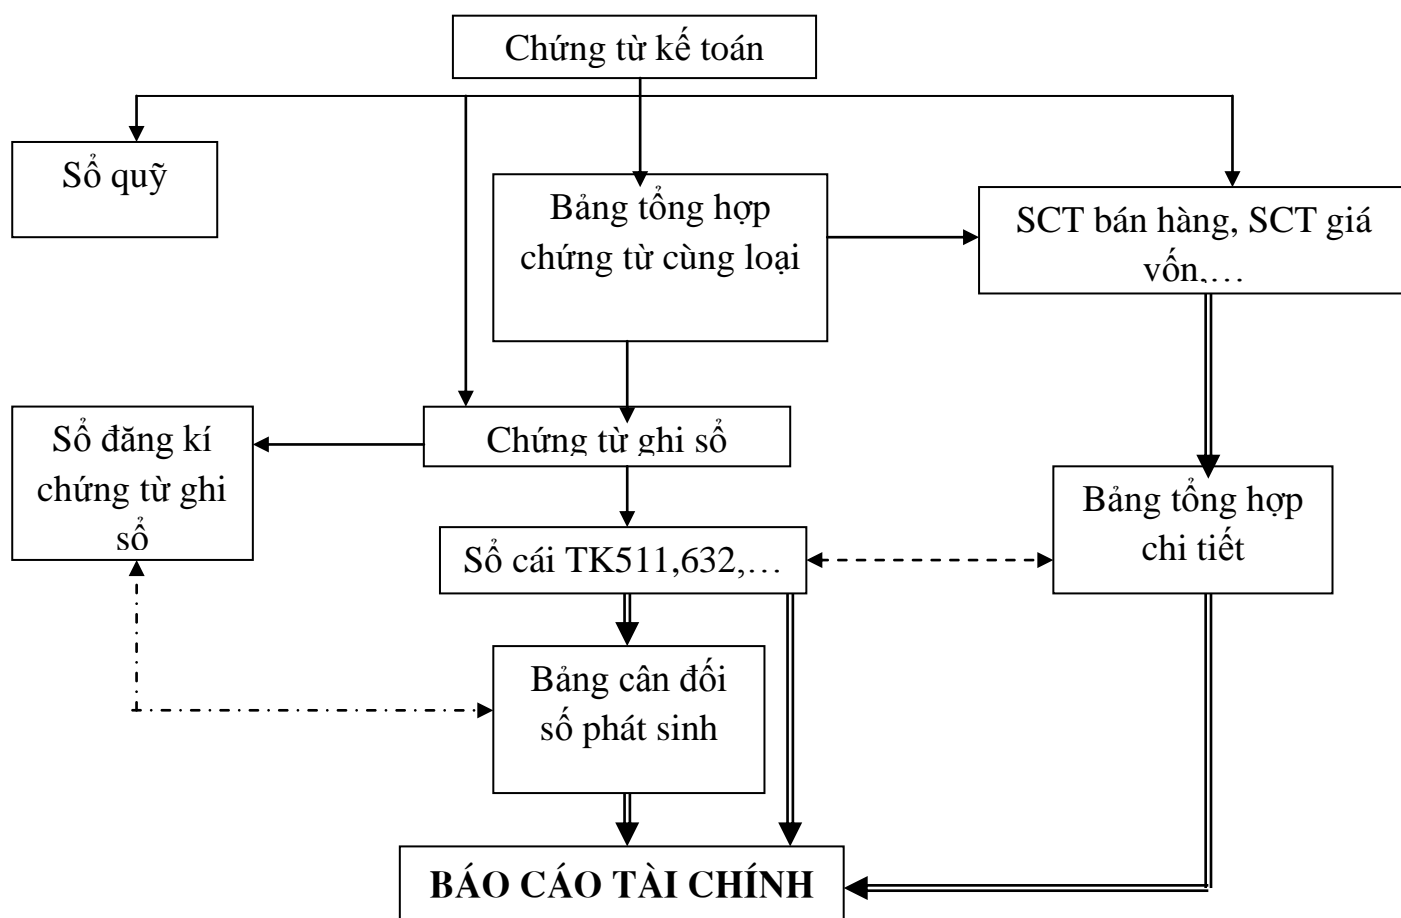 Chứng từ kế toán
Sổ quỹ
Bảng tổng hợp
chứng từ cùng loại
SCT bán hàng, SCT giá
vốn,…
Sổ đăng kí
chứng từ ghi
sổ
Chứng từ ghi sổ
Bảng tổng hợp
chi tiết
Sổ cái TK511,632,…
Bảng cân đối
số phát sinh
BÁO CÁO TÀI CHÍNH